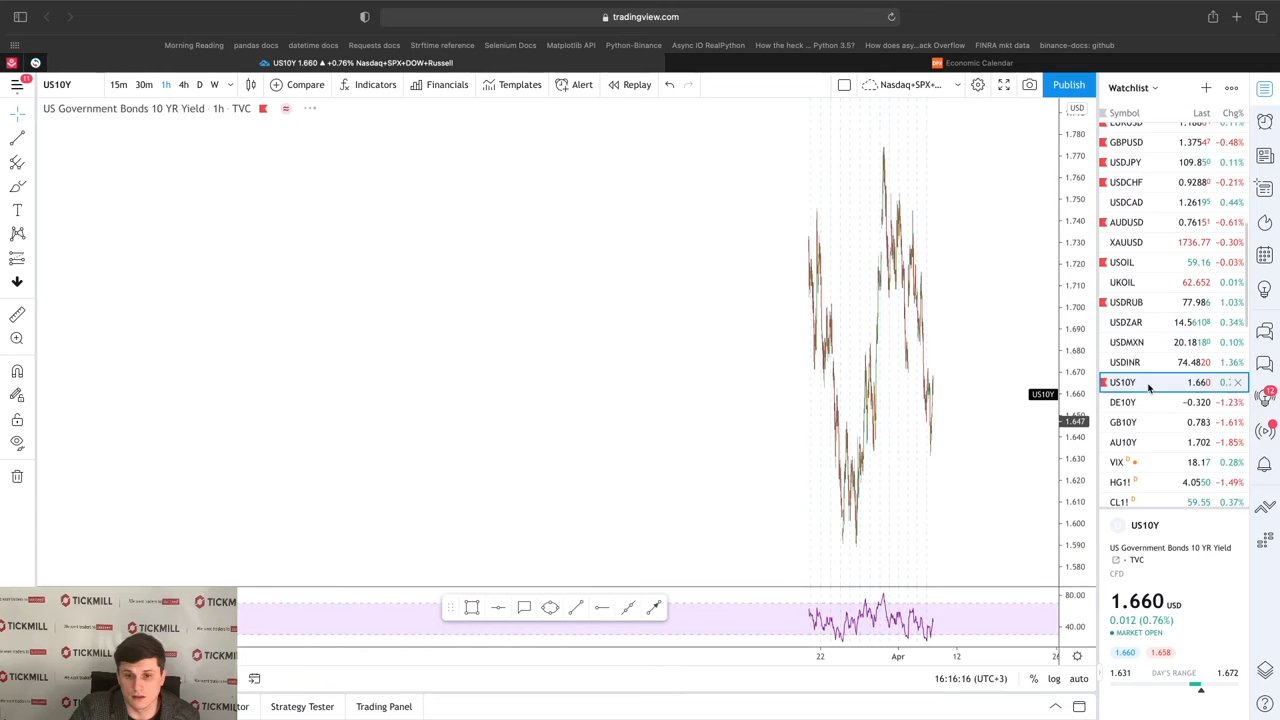 tradingview.com
Morning Reading pandas docs datetime docs Requests docs Strftime reference Selenium Docs Matplotlib API Python-Binance Async IO RealPython How the heck ... Python 3.5? How does asy...ack Overflow FINRA mkt data binance-docs: github
US10Y 1.660 ▲ +0.76% Nasdaq+SPX+DOW+Russell
DFX Economic Calendar
11
US10Y 15m 30m 1h 4h D W Compare Indicators Financials Templates Alert Replay Nasdaq+SPX+... Publish
US Government Bonds 10 YR Yield · 1h · TVC
USD
1.780
1.770
1.760
1.750
1.740
1.730
1.720
1.710
1.700
1.690
1.680
1.670
US10Y 1.660
1.647
1.640
1.630
1.620
1.610
1.600
1.590
1.580
80.00
40.00
22 Apr 12
16:16:16 (UTC+3) % log auto
Strategy Tester Trading Panel
Watchlist
Symbol Last Chg%
GBPUSD 1.37547 −0.48%
USDJPY 109.850 0.11%
USDCHF 0.92880 −0.21%
USDCAD 1.26195 0.44%
AUDUSD 0.76151 −0.61%
XAUUSD 1736.77 −0.30%
USOIL 59.16 −0.03%
UKOIL 62.652 0.01%
USDRUB 77.986 1.03%
USDZAR 14.56108 0.34%
USDMXN 20.18180 0.10%
USDINR 74.4820 1.36%
US10Y 1.660
DE10Y −0.320 −1.23%
GB10Y 0.783 −1.61%
AU10Y 1.702 −1.85%
VIX D 18.17 0.28%
HG1! D 4.0550 −1.49%
CL1! D 59.55 0.37%
12
US10Y
US Government Bonds 10 YR Yield
· TVC
CFD
1.660 USD
0.012 (0.76%)
MARKET OPEN
1.660 1.658
1.631 DAY'S RANGE 1.672
TICKMILL
TICKMILL
TICKMILL
TICKMILL
TICKMILL
TICKMILL